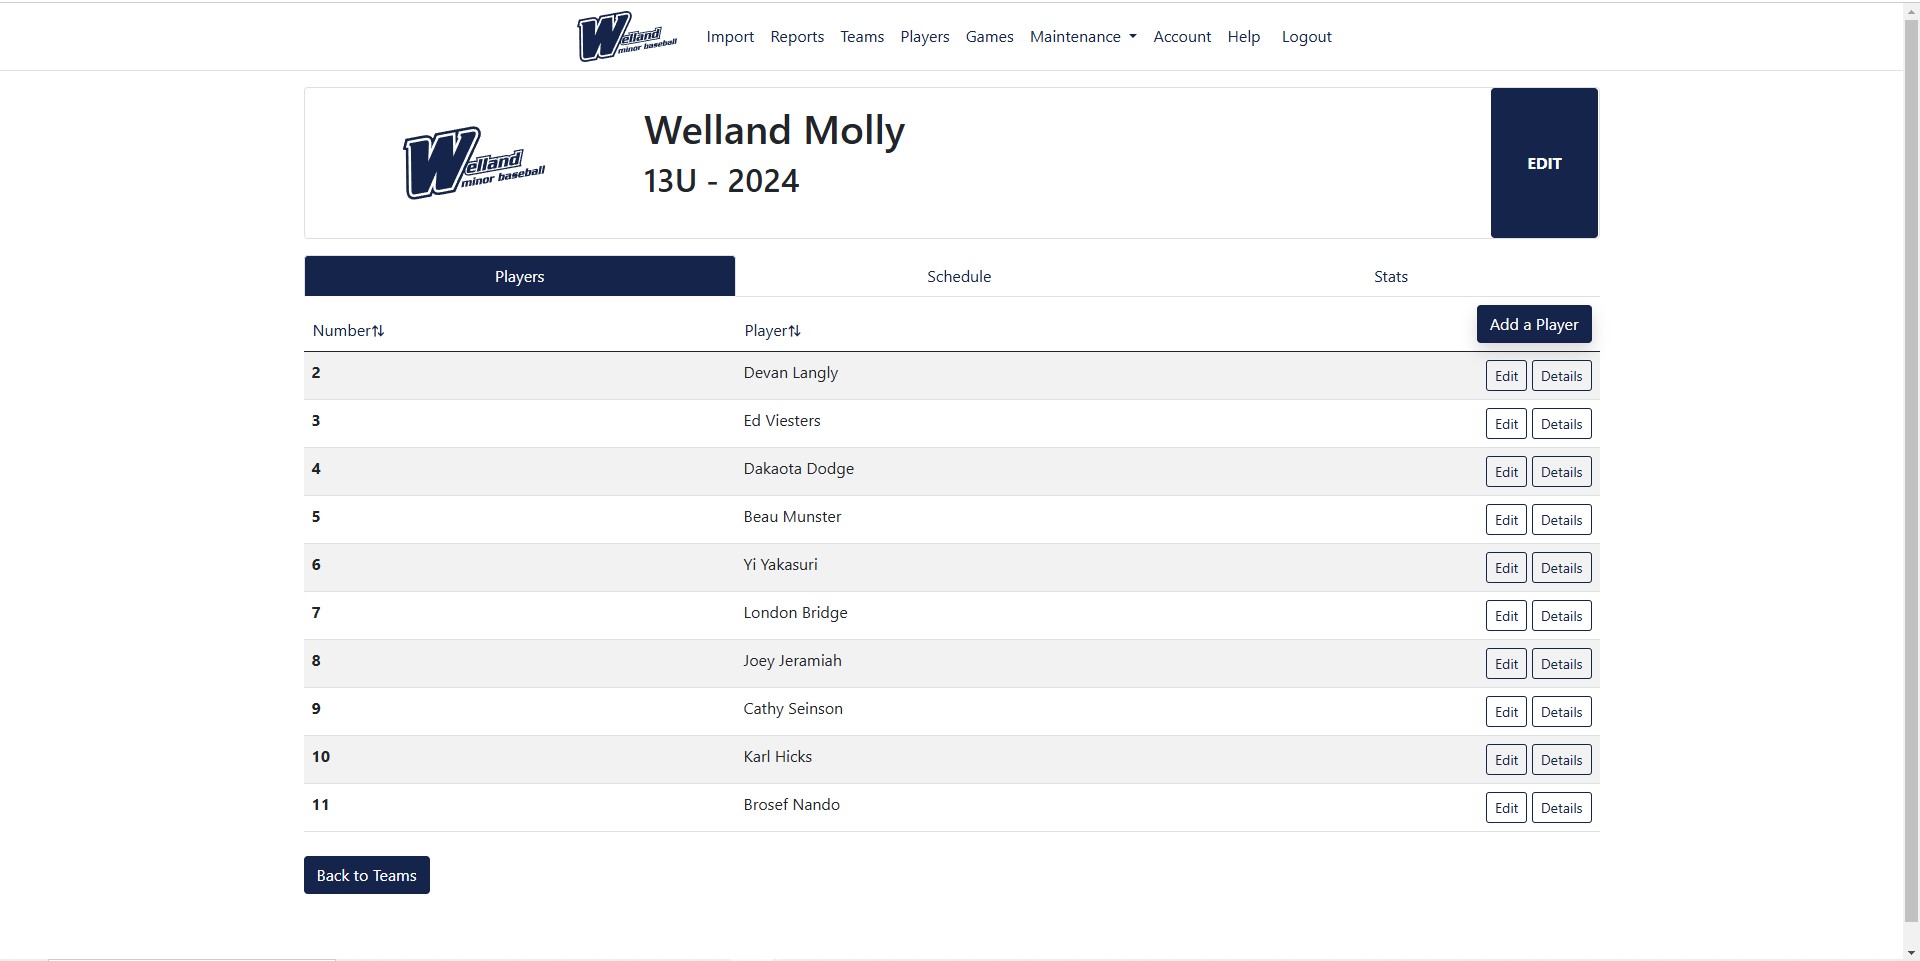 Welland minor baseball Import Reports Teams Players Games Maintenance Account Help Logout
Welland minor baseball
Welland Molly
13U - 2024
EDIT
Players Schedule Stats
Number⇅ Player⇅ Add a Player
2 Devan Langly Edit Details
3 Ed Viesters Edit Details
4 Dakaota Dodge Edit Details
5 Beau Munster Edit Details
6 Yi Yakasuri Edit Details
7 London Bridge Edit Details
8 Joey Jeramiah Edit Details
9 Cathy Seinson Edit Details
10 Karl Hicks Edit Details
11 Brosef Nando Edit Details
Back to Teams